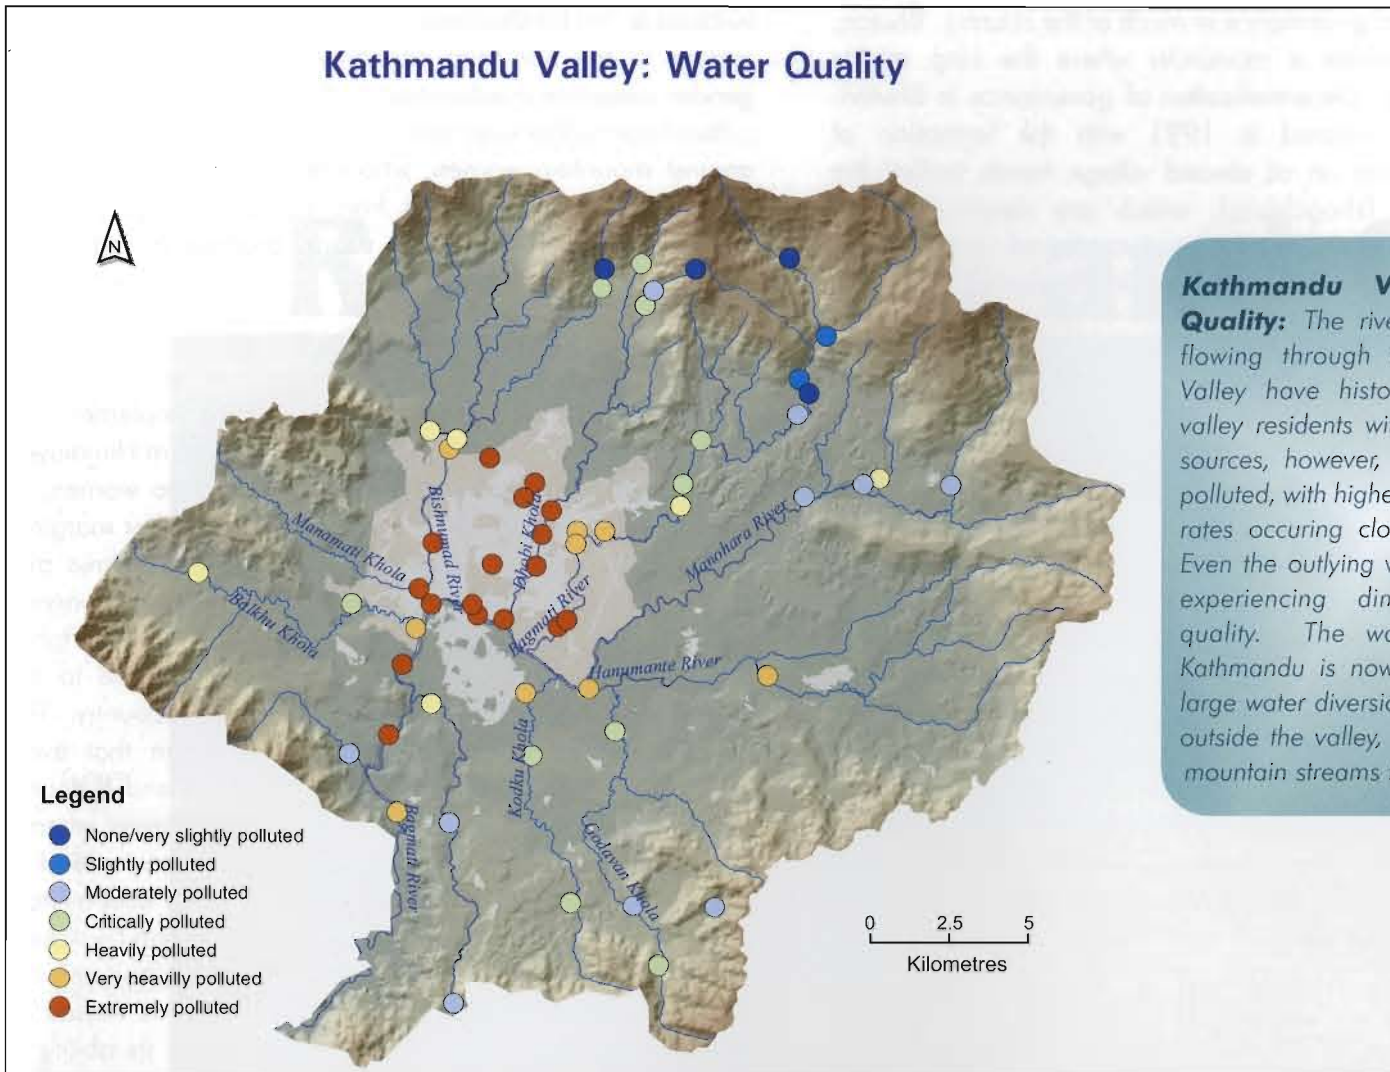 Kathmandu Valley: Water Quality
N
Kathmandu V
Quality: The rive
flowing through
Valley have histo
valley residents wi
sources, however,
polluted, with highe
rates occuring clo
Even the outlying v
experiencing din
quality. The wa
Kathmandu is now
large water diversio
outside the valley,
mountain streams
Manamati Khola
Bishnumad River
Dhobi Khola
Bagmati River
Manohara River
Balkhu Khola
Hanumante River
Kodku Khola
Godavari Khola
Bagmati River
Legend
None/very slightly polluted
Slightly polluted
Moderately polluted
Critically polluted
Heavily polluted
Very heavilly polluted
Extremely polluted
0 2.5 5
Kilometres